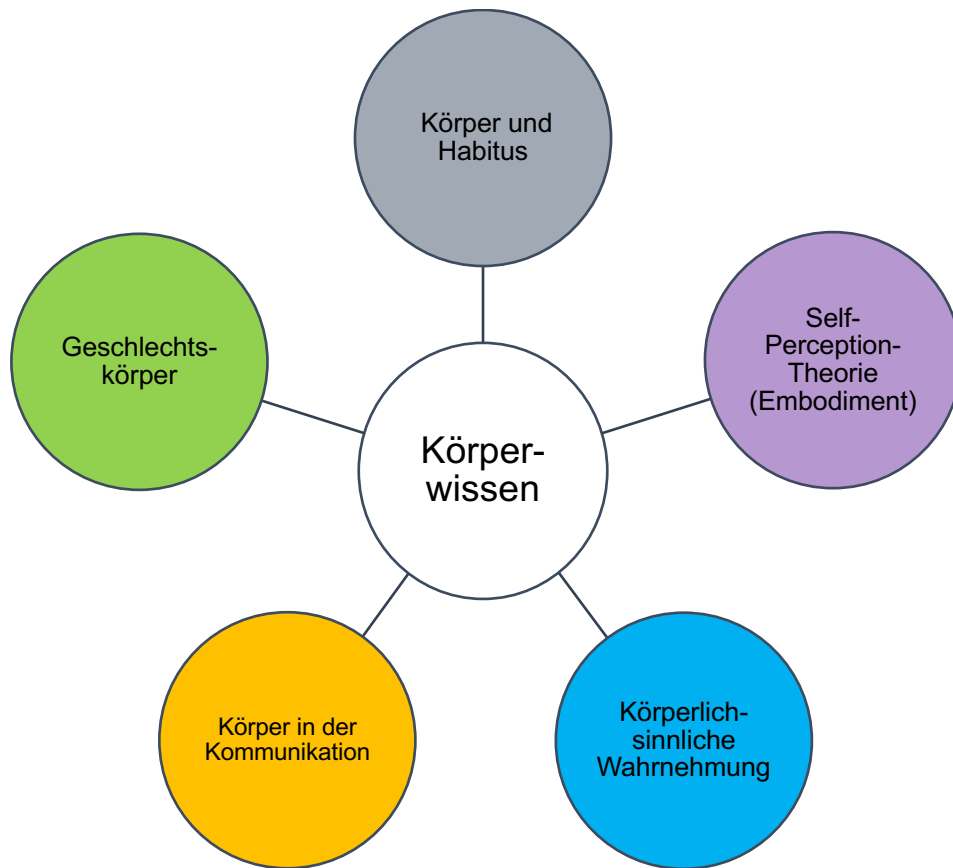 Körper und
Habitus
Self-
Perception-
Theorie
(Embodiment)
Geschlechts-
körper
Körper-
wissen
Körper in der
Kommunikation
Körperlich-
sinnliche
Wahrnehmung